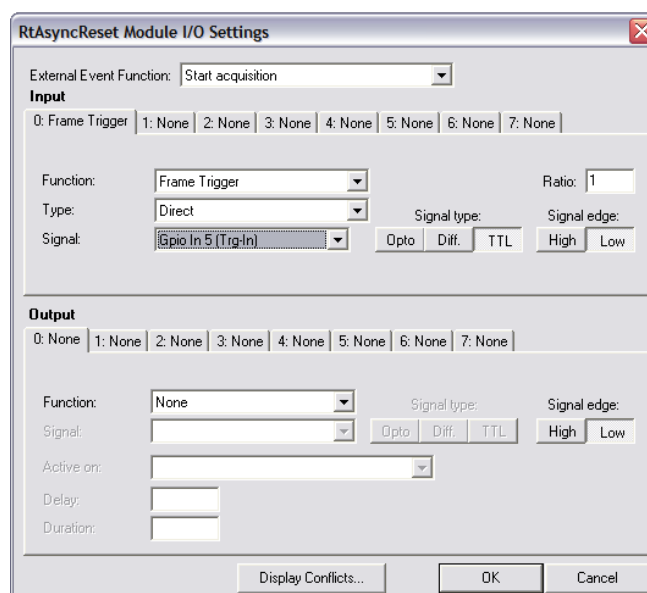 RtAsyncReset Module I/O Settings
External Event Function: Start acquisition
Input
0: Frame Trigger 1: None 2: None 3: None 4: None 5: None 6: None 7: None
Function: Frame Trigger Ratio: 1
Type: Direct Signal type: Signal edge:
Signal: Gpio In 5 (Trg-In) Opto Diff. TTL High Low
Output
0: None 1: None 2: None 3: None 4: None 5: None 6: None 7: None
Function: None Signal type: Signal edge:
Signal: Opto Diff. TTL High Low
Active on:
Delay:
Duration:
Display Conflicts... OK Cancel